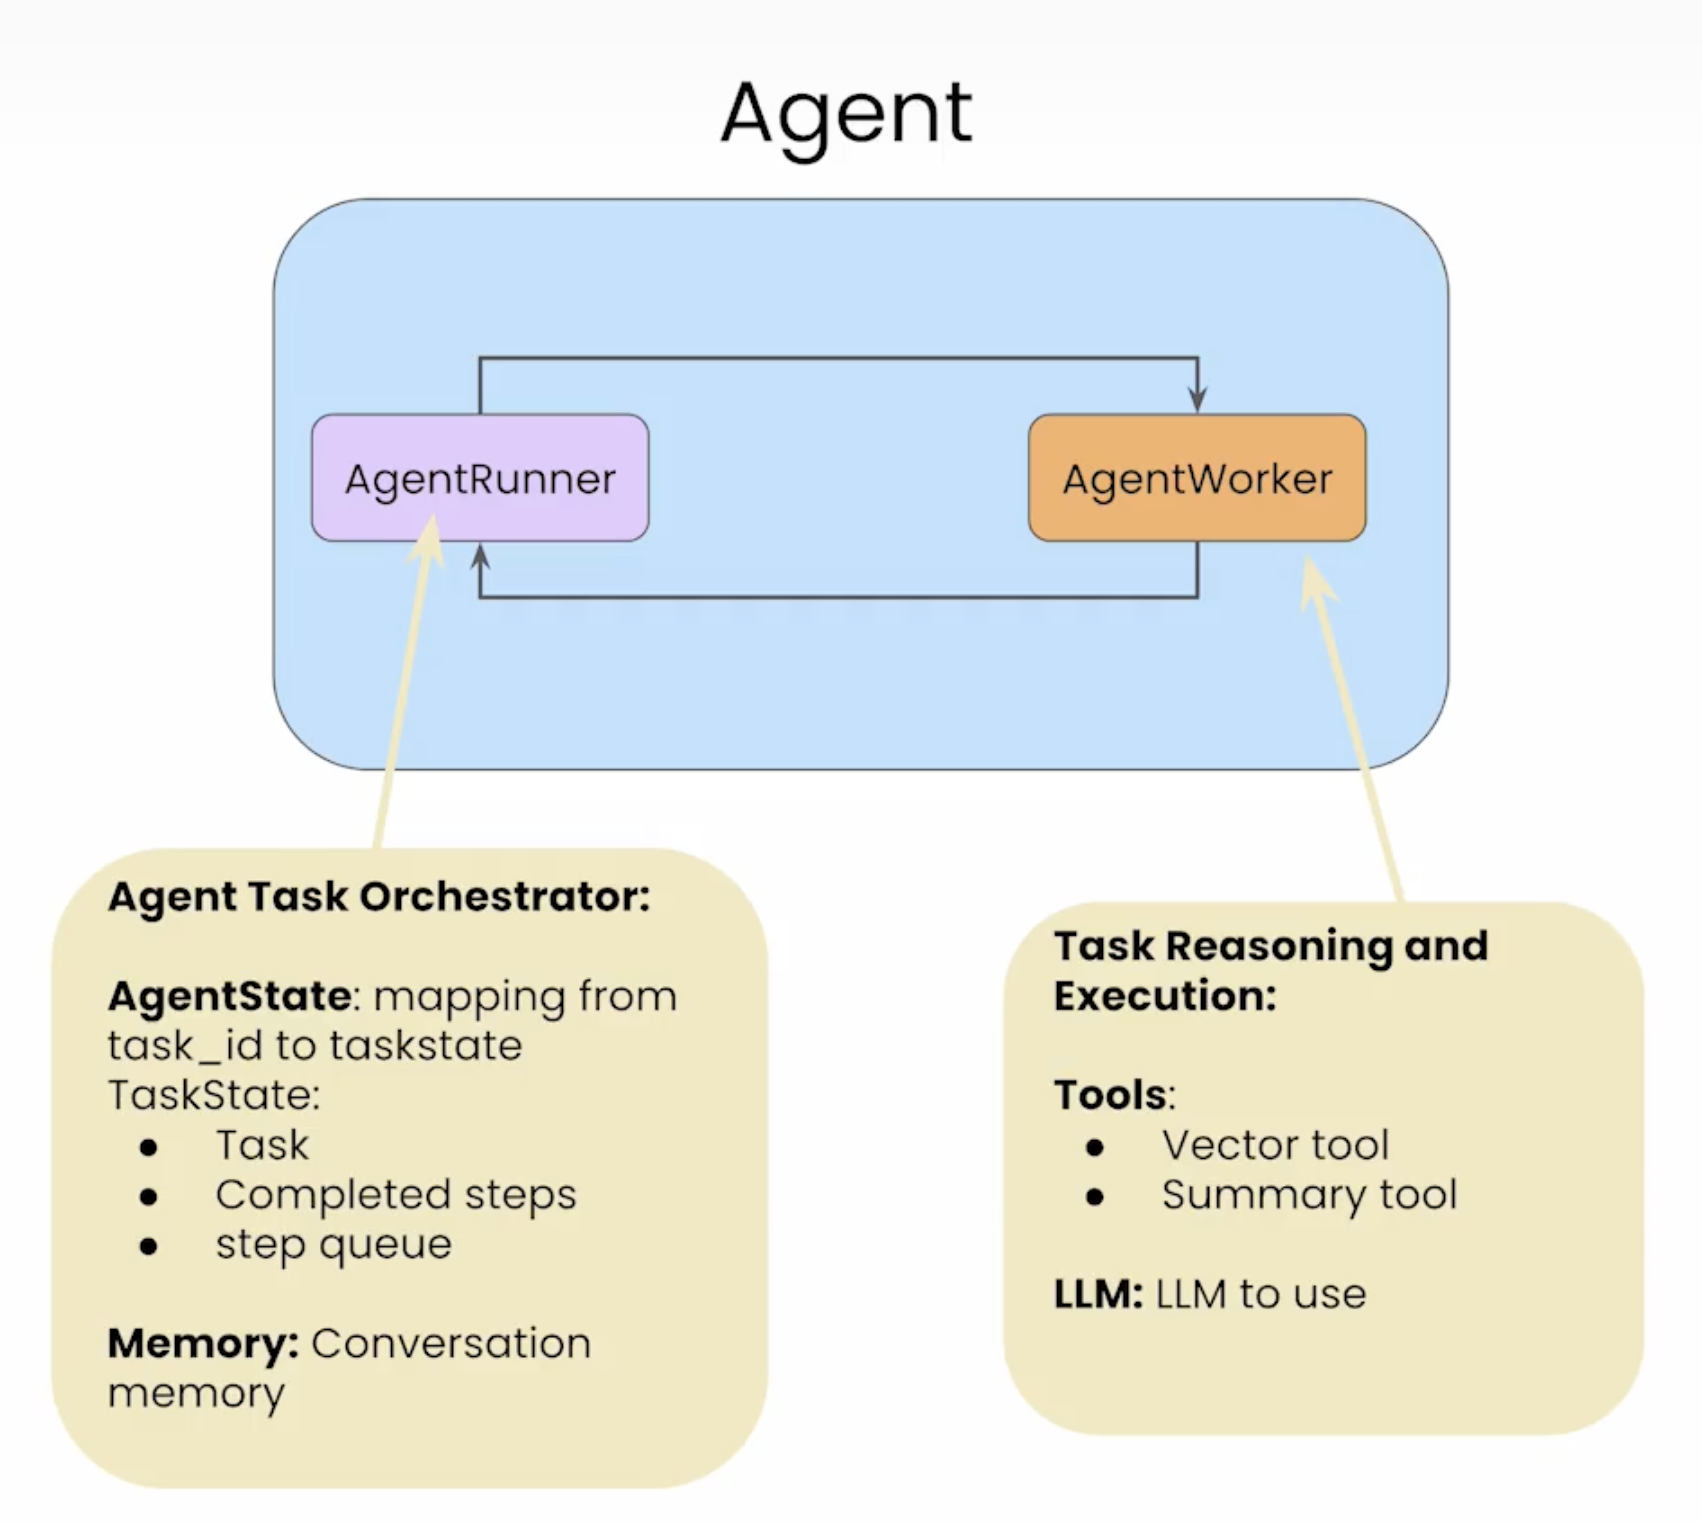 Agent
AgentRunner
AgentWorker
Agent Task Orchestrator:
AgentState: mapping from
task_id to taskstate
TaskState:
● Task
● Completed steps
● step queue
Memory: Conversation
memory
Task Reasoning and
Execution:
Tools:
● Vector tool
● Summary tool
LLM: LLM to use